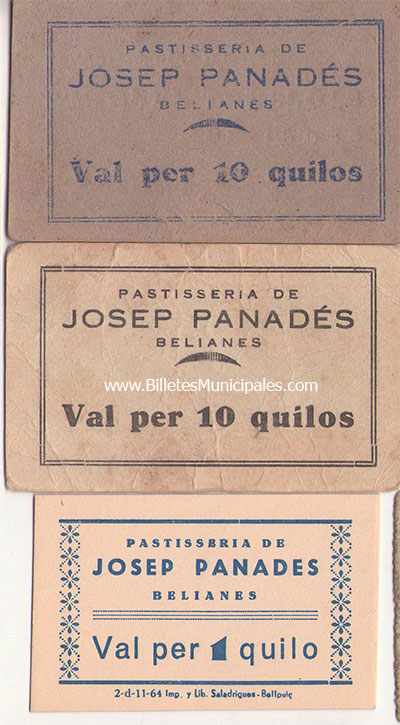 PASTISSERIA DE
JOSEP PANADÉS
BELIANES
Val per 10 quilos
PASTISSERIA DE
JOSEP PANADÉS
BELIANES
www.BilletesMunicipales.com
Val per 10 quilos
PASTISSERIA DE
JOSEP PANADES
BELIANES
Val per 1 quilo
2-d-11-64 Imp. y Lib. Saladrigues-Bellpuig